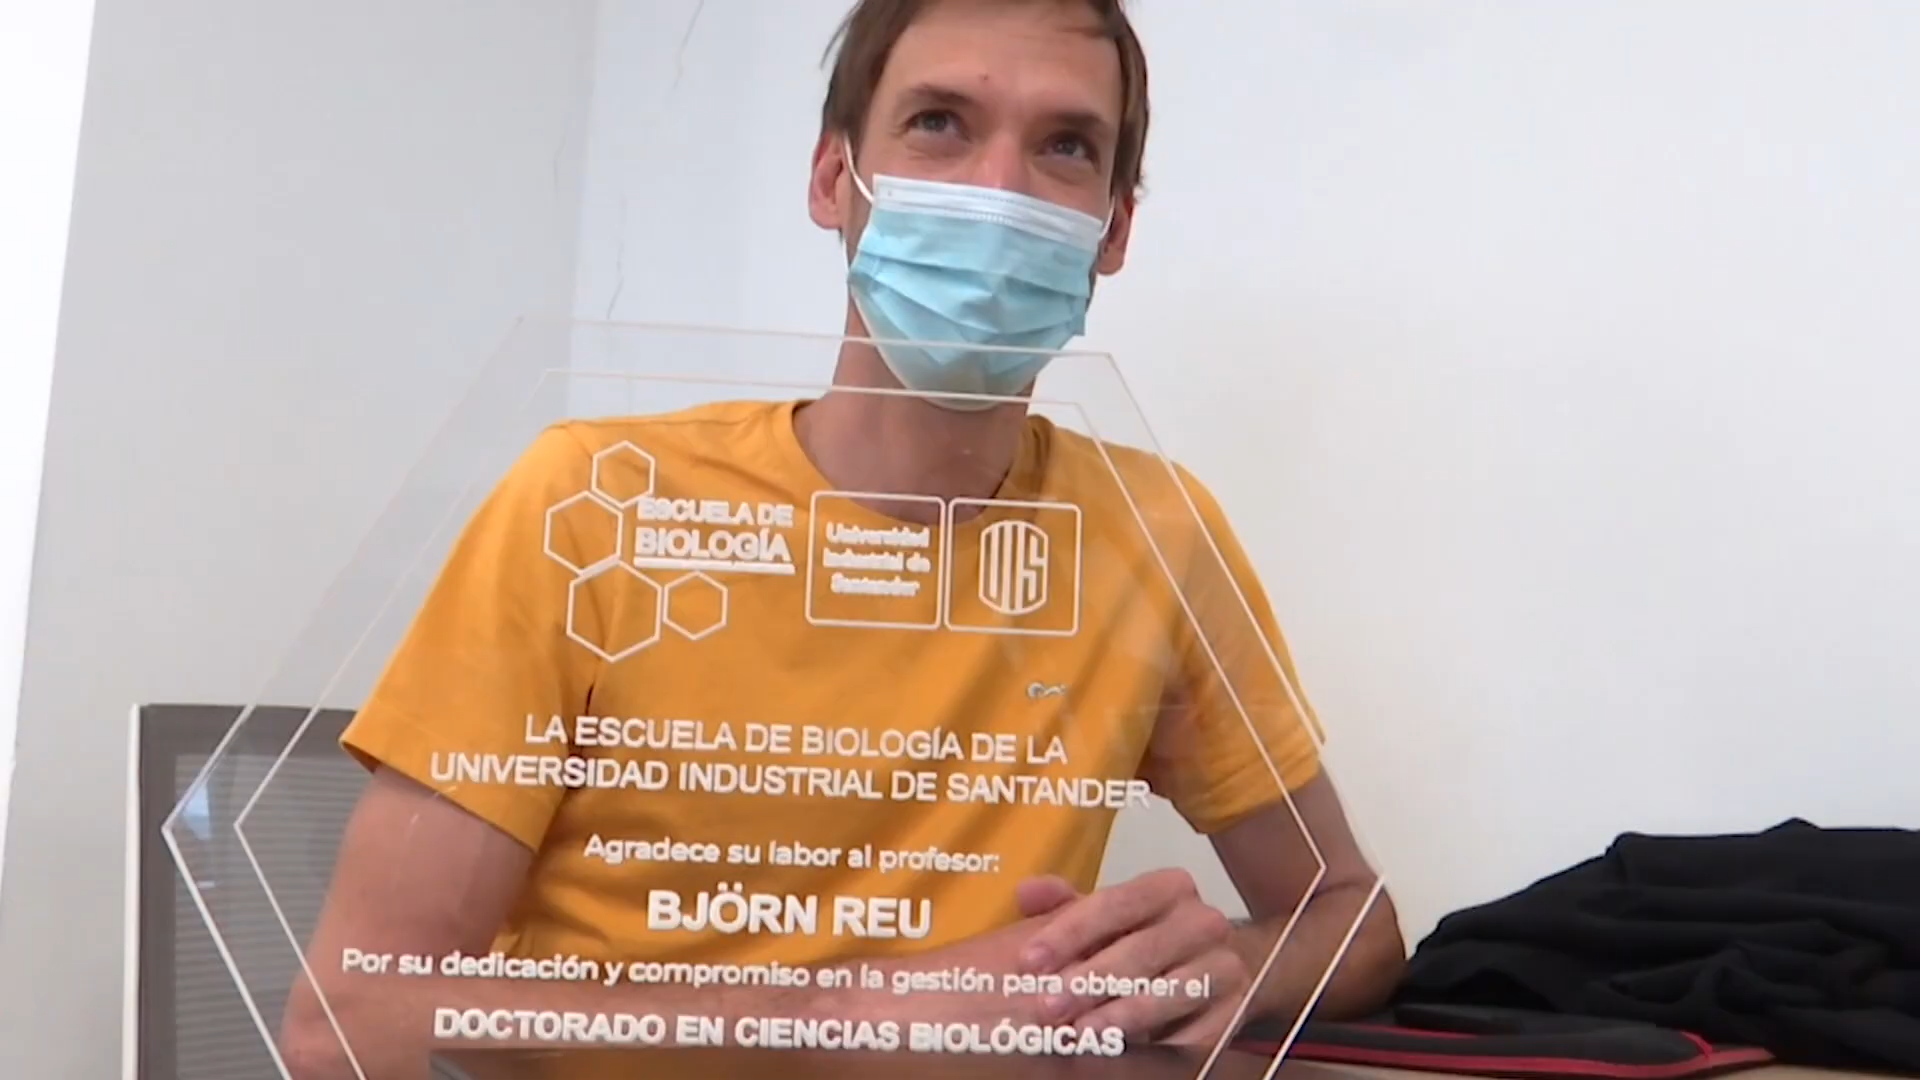 ESCUELA DE
BIOLOGÍA
Universidad
Industrial de
Santander
UIS
LA ESCUELA DE BIOLOGÍA DE LA
UNIVERSIDAD INDUSTRIAL DE SANTANDER
Agradece su labor al profesor:
BJÖRN REU
Por su dedicación y compromiso en la gestión para obtener el
DOCTORADO EN CIENCIAS BIOLÓGICAS